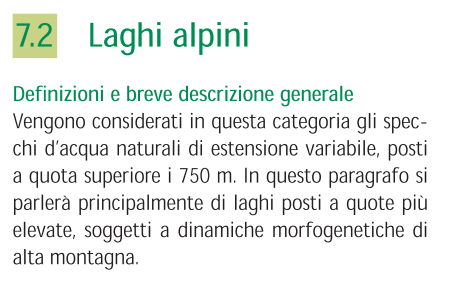 7.2 Laghi alpini
Definizioni e breve descrizione generale
Vengono considerati in questa categoria gli spec-
chi d'acqua naturali di estensione variabile, posti
a quota superiore i 750 m. In questo paragrafo si
parlerà principalmente di laghi posti a quote più
elevate, soggetti a dinamiche morfogenetiche di
alta montagna.